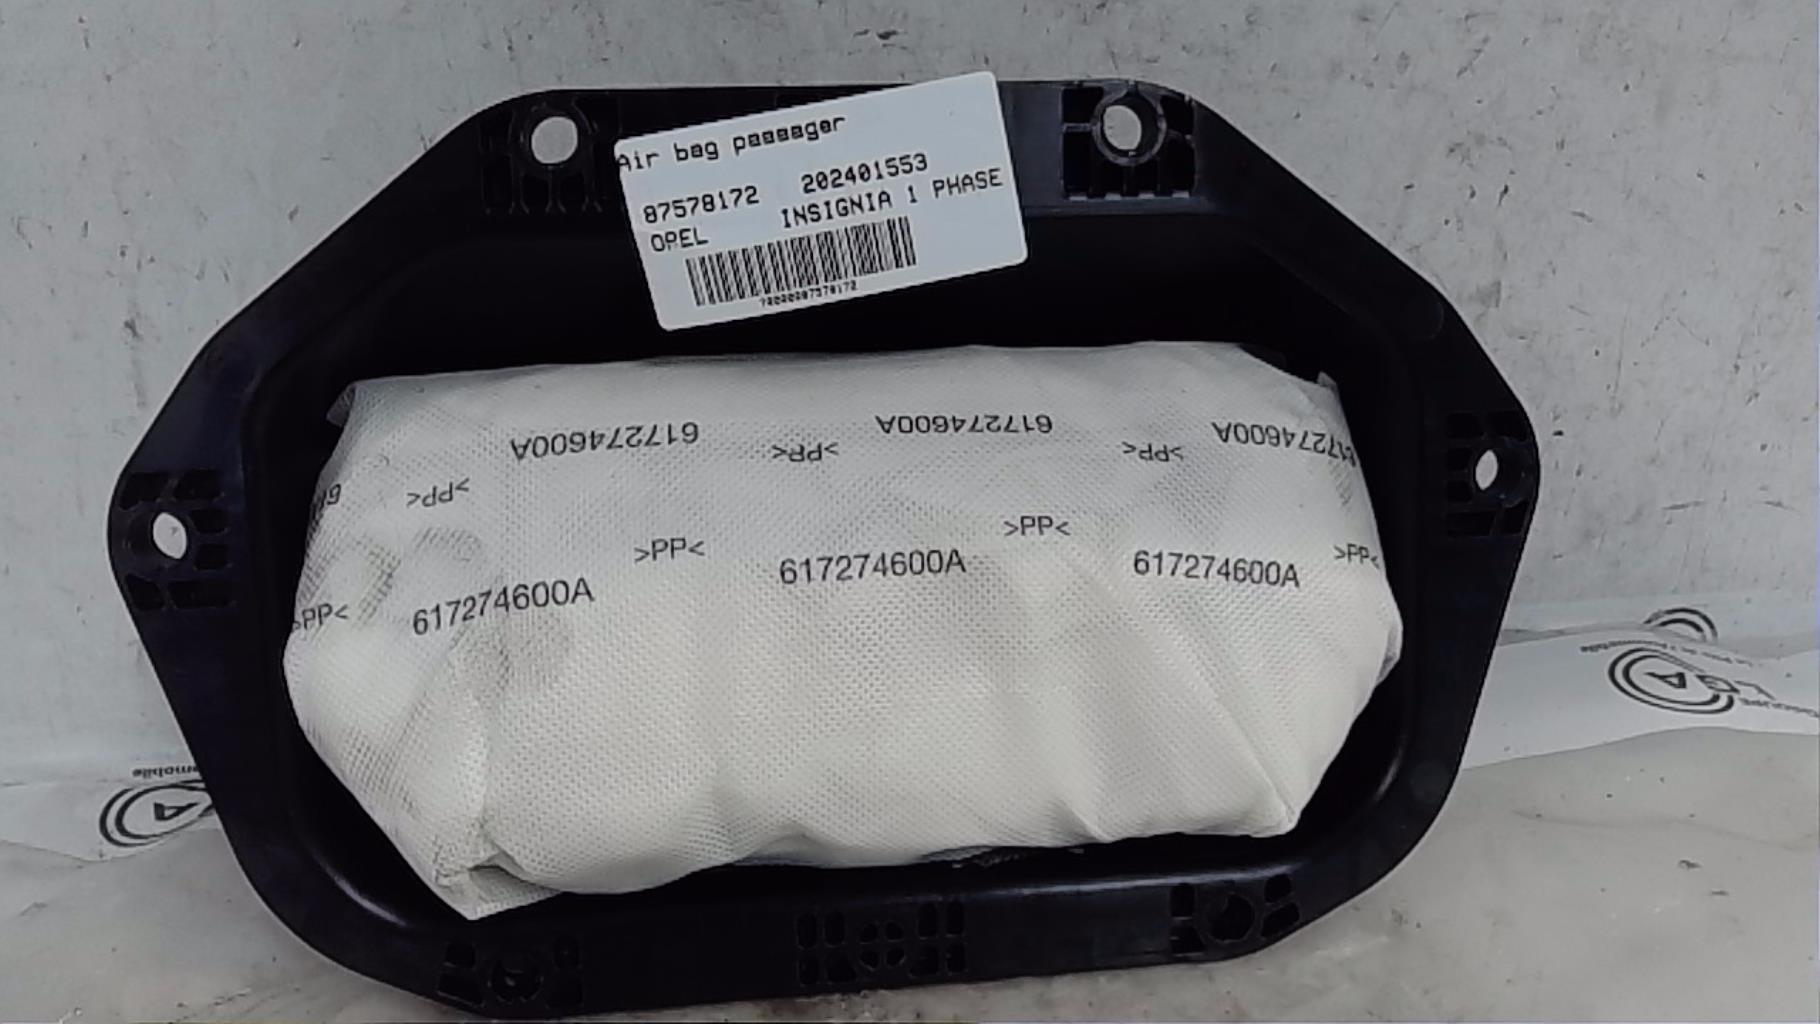 Air bag passager
87578172 202401553
OPEL INSIGNIA 1 PHASE
617274600A >PP< 617274600A >PP< 617274600A
>PP<
>PP< 617274600A >PP< 617274600A >PP< 617274600A >PP<